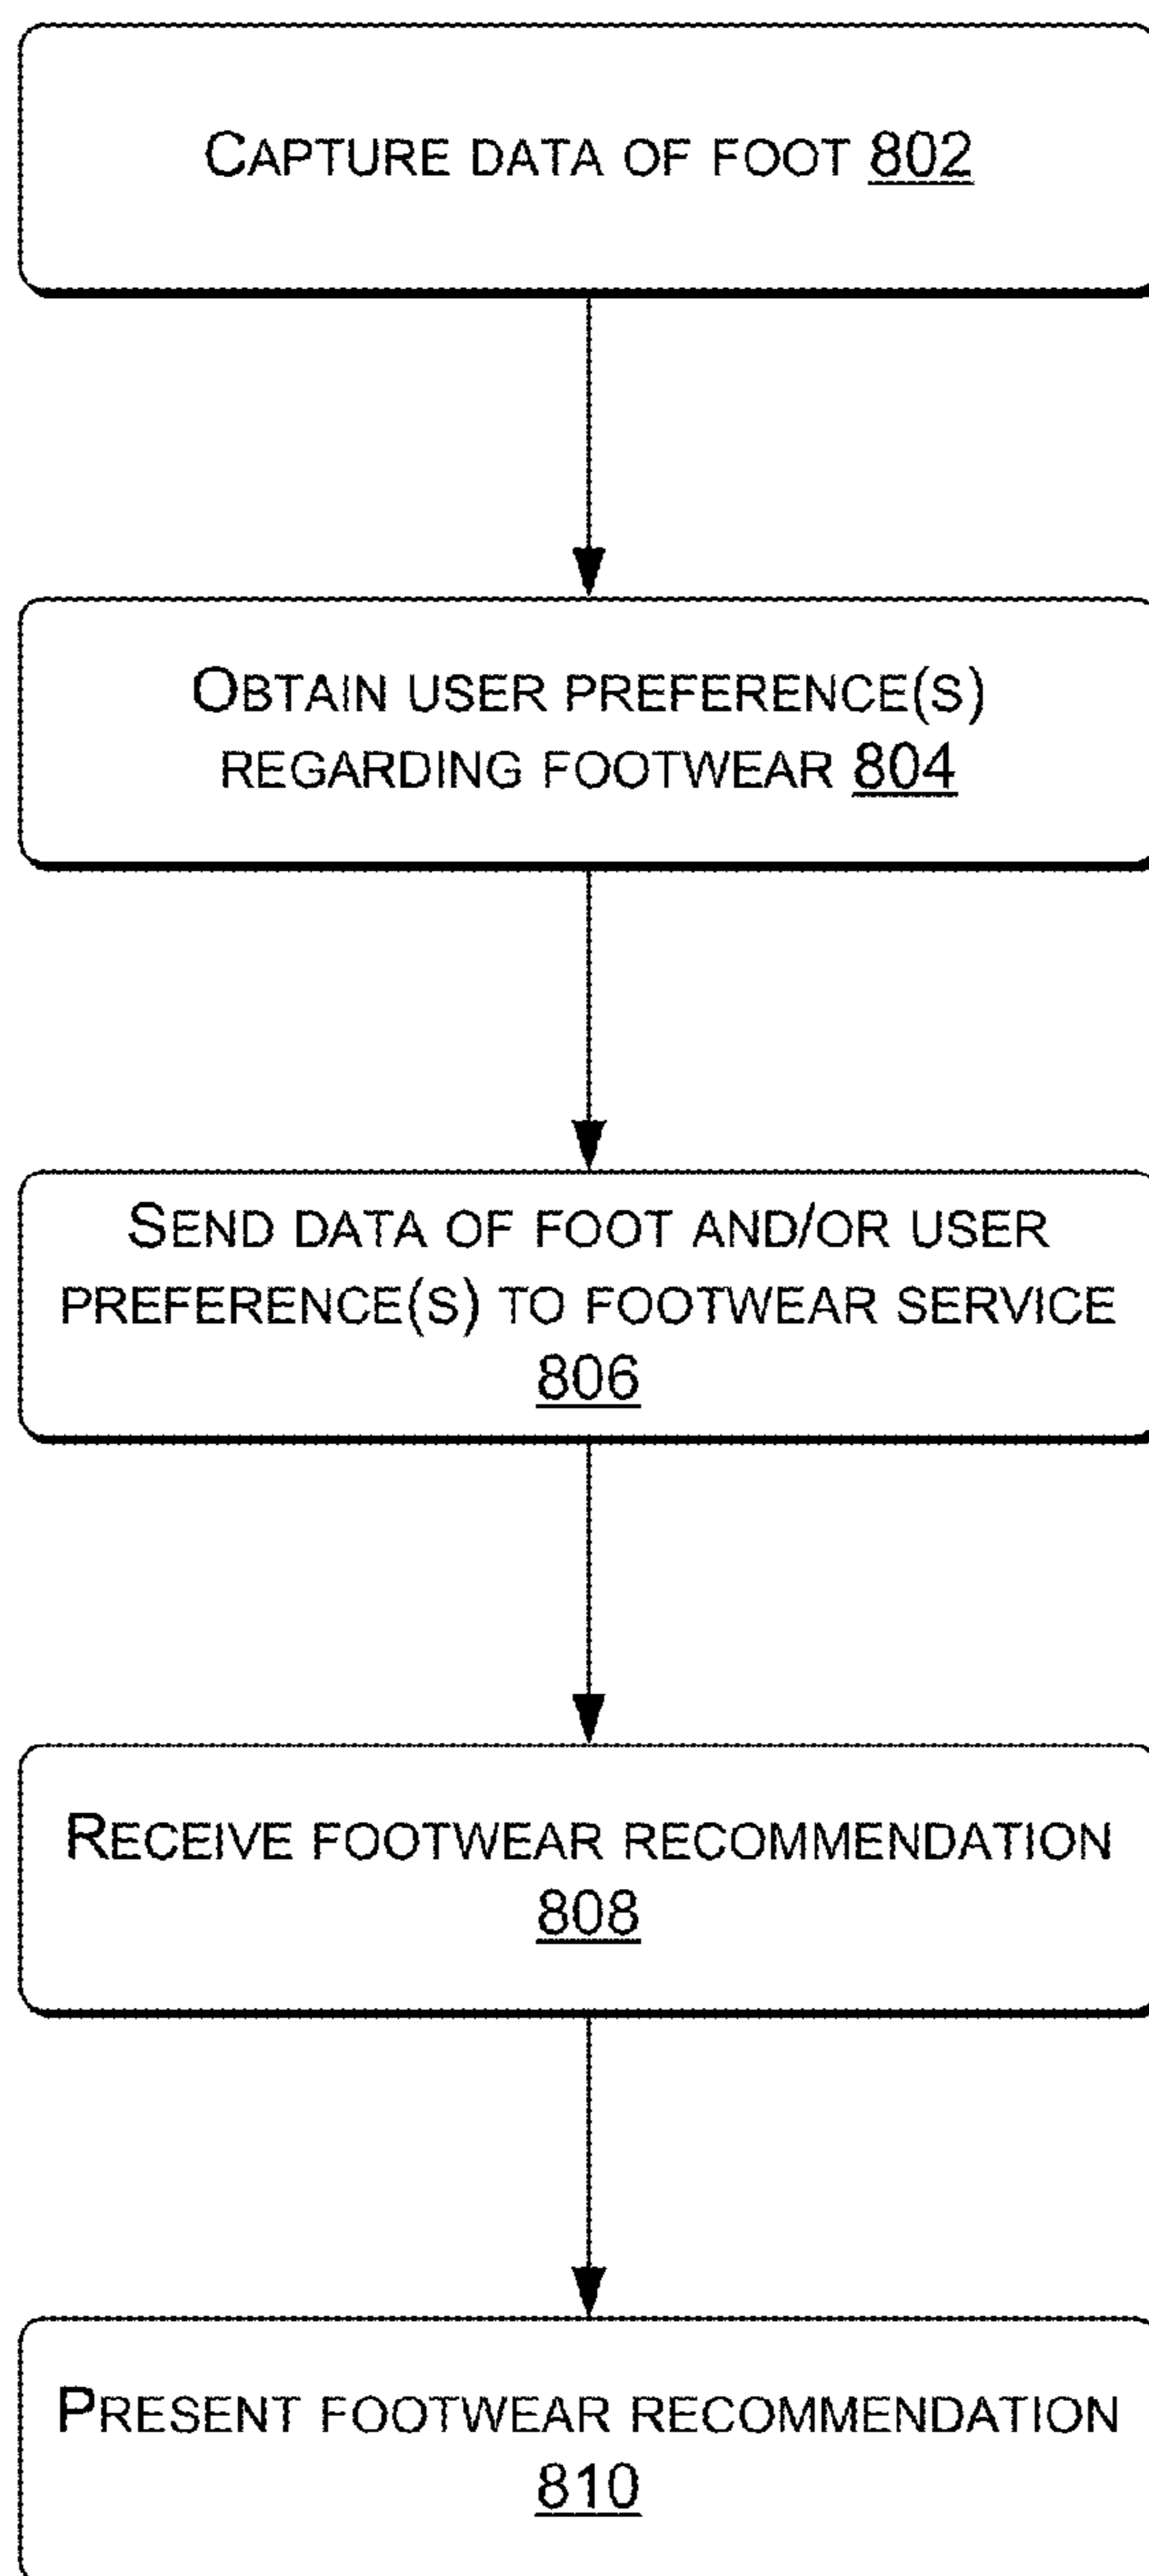 CAPTURE DATA OF FOOT 802
OBTAIN USER PREFERENCE(S)
REGARDING FOOTWEAR 804
SEND DATA OF FOOT AND/OR USER
PREFERENCE(S) TO FOOTWEAR SERVICE
806
RECEIVE FOOTWEAR RECOMMENDATION
808
PRESENT FOOTWEAR RECOMMENDATION
810